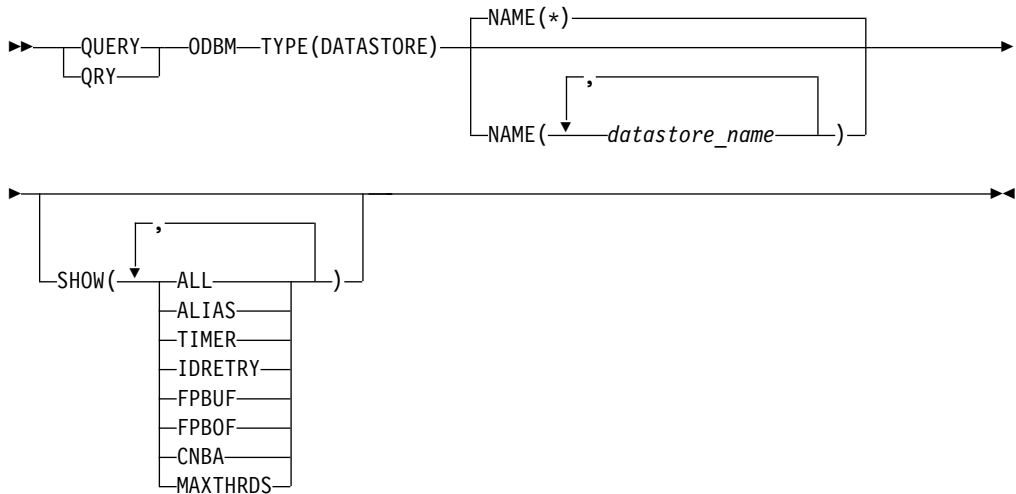 NAME(*)
QUERY ODBM TYPE(DATASTORE)
QRY
,
NAME( datastore_name )
,
SHOW( ALL )
ALIAS
TIMER
IDRETRY
FPBUF
FPBOF
CNBA
MAXTHRDS